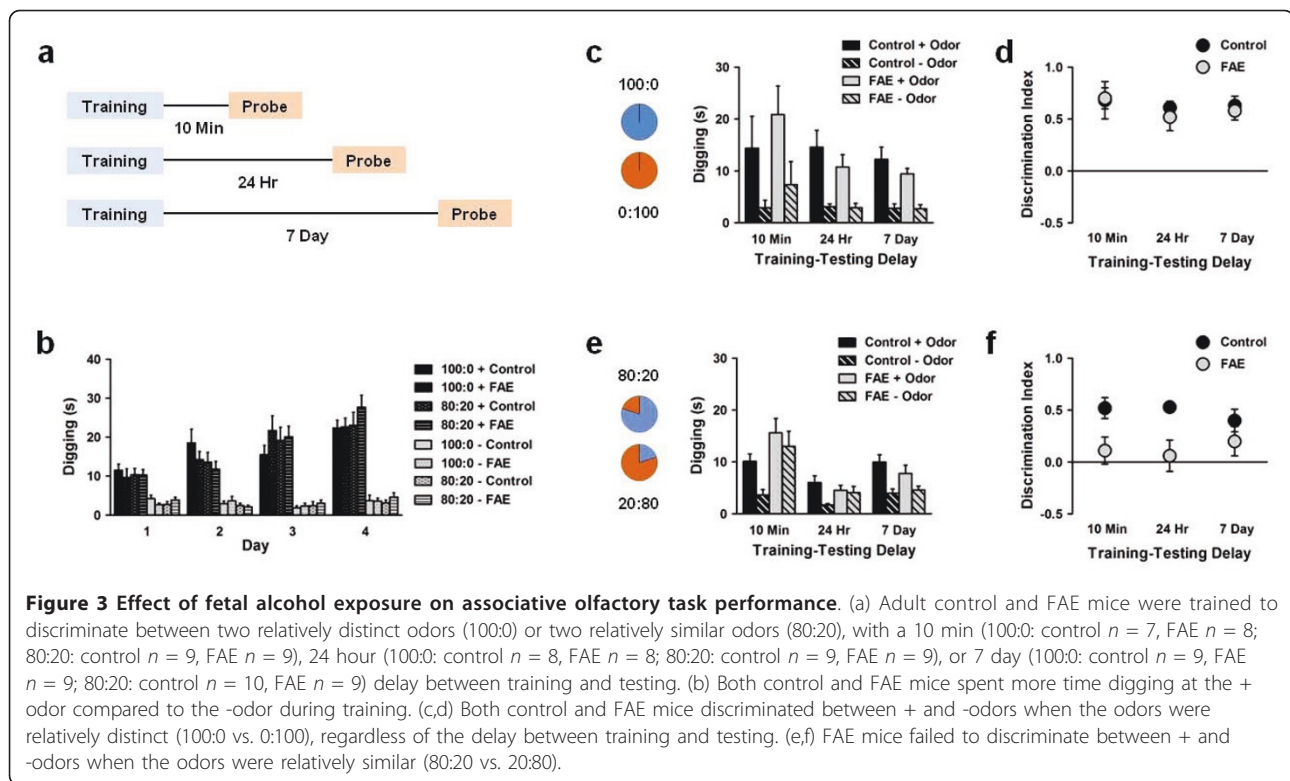 a
Training
Probe
10 Min
Training
Probe
24 Hr
Training
Probe
7 Day
b
40
30
20
10
0
Digging (s)
1 2 3 4
Day
100:0 + Control
100:0 + FAE
80:20 + Control
80:20 + FAE
100:0 - Control
100:0 - FAE
80:20 - Control
80:20 - FAE
c
100:0
0:100
Control + Odor
Control - Odor
FAE + Odor
FAE - Odor
30
20
10
0
Digging (s)
10 Min 24 Hr 7 Day
Training-Testing Delay
d
Control
FAE
1.0
0.5
0.0
-0.5
Discrimination Index
10 Min 24 Hr 7 Day
Training-Testing Delay
e
80:20
20:80
Control + Odor
Control - Odor
FAE + Odor
FAE - Odor
30
20
10
0
Digging (s)
10 Min 24 Hr 7 Day
Training-Testing Delay
f
Control
FAE
1.0
0.5
0.0
-0.5
Discrimination Index
10 Min 24 Hr 7 Day
Training-Testing Delay
Figure 3 Effect of fetal alcohol exposure on associative olfactory task performance. (a) Adult control and FAE mice were trained to
discriminate between two relatively distinct odors (100:0) or two relatively similar odors (80:20), with a 10 min (100:0: control n = 7, FAE n = 8;
80:20: control n = 9, FAE n = 9), 24 hour (100:0: control n = 8, FAE n = 8; 80:20: control n = 9, FAE n = 9), or 7 day (100:0: control n = 9, FAE
n = 9; 80:20: control n = 10, FAE n = 9) delay between training and testing. (b) Both control and FAE mice spent more time digging at the +
odor compared to the -odor during training. (c,d) Both control and FAE mice discriminated between + and -odors when the odors were
relatively distinct (100:0 vs. 0:100), regardless of the delay between training and testing. (e,f) FAE mice failed to discriminate between + and
-odors when the odors were relatively similar (80:20 vs. 20:80).